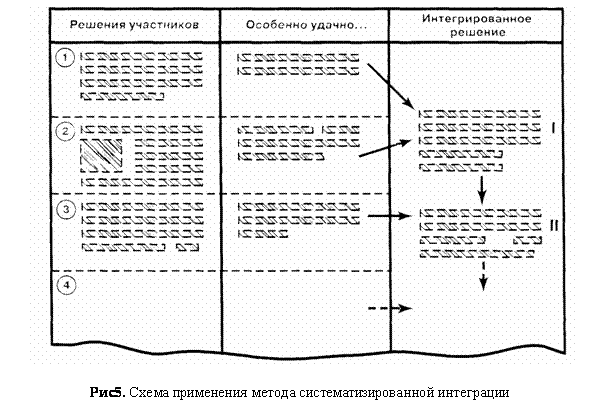 Решения участников
Особенно удачно...
Интегрированное
решение
1
2
3
4
I
II
Рис5. Схема применения метода систематизированной интеграции